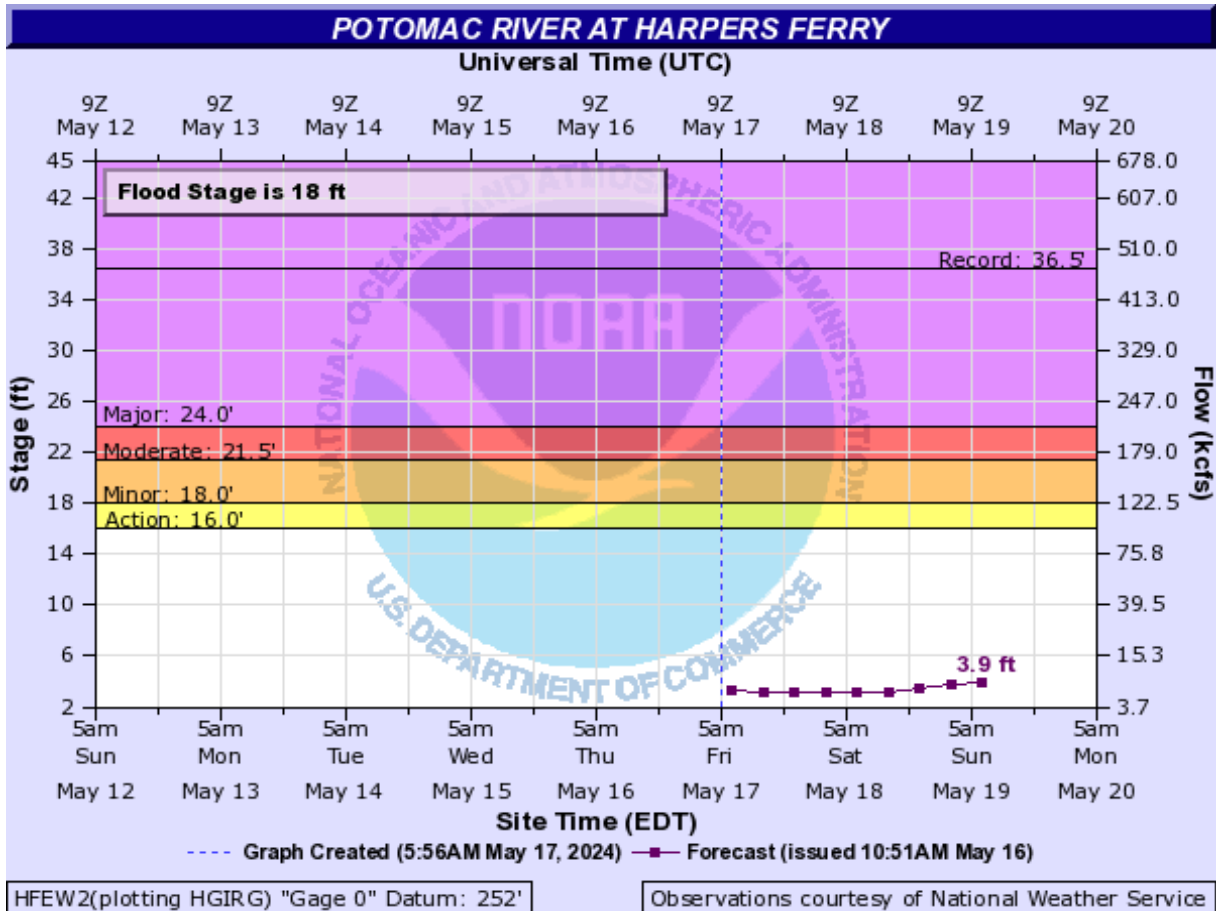 POTOMAC RIVER AT HARPERS FERRY
Universal Time (UTC)
9Z 9Z 9Z 9Z 9Z 9Z 9Z 9Z 9Z
May 12 May 13 May 14 May 15 May 16 May 17 May 18 May 19 May 20
Flood Stage is 18 ft
45 678.0
42 607.0
38 510.0
Record: 36.5'
34 413.0
30 329.0
26 247.0
Major: 24.0'
22 179.0
Moderate: 21.5'
Minor: 18.0'
18 122.5
Action: 16.0'
14 75.8
10 39.5
6 15.3
3.9 ft
2 3.7
Stage (ft)
Flow (kcfs)
NATIONAL OCEANIC AND ATMOSPHERIC ADMINISTRATION
NOAA
U.S. DEPARTMENT OF COMMERCE
5am 5am 5am 5am 5am 5am 5am 5am 5am
Sun Mon Tue Wed Thu Fri Sat Sun Mon
May 12 May 13 May 14 May 15 May 16 May 17 May 18 May 19 May 20
Site Time (EDT)
Graph Created (5:56AM May 17, 2024) Forecast (issued 10:51AM May 16)
HFEW2(plotting HGIRG) "Gage 0" Datum: 252'
Observations courtesy of National Weather Service